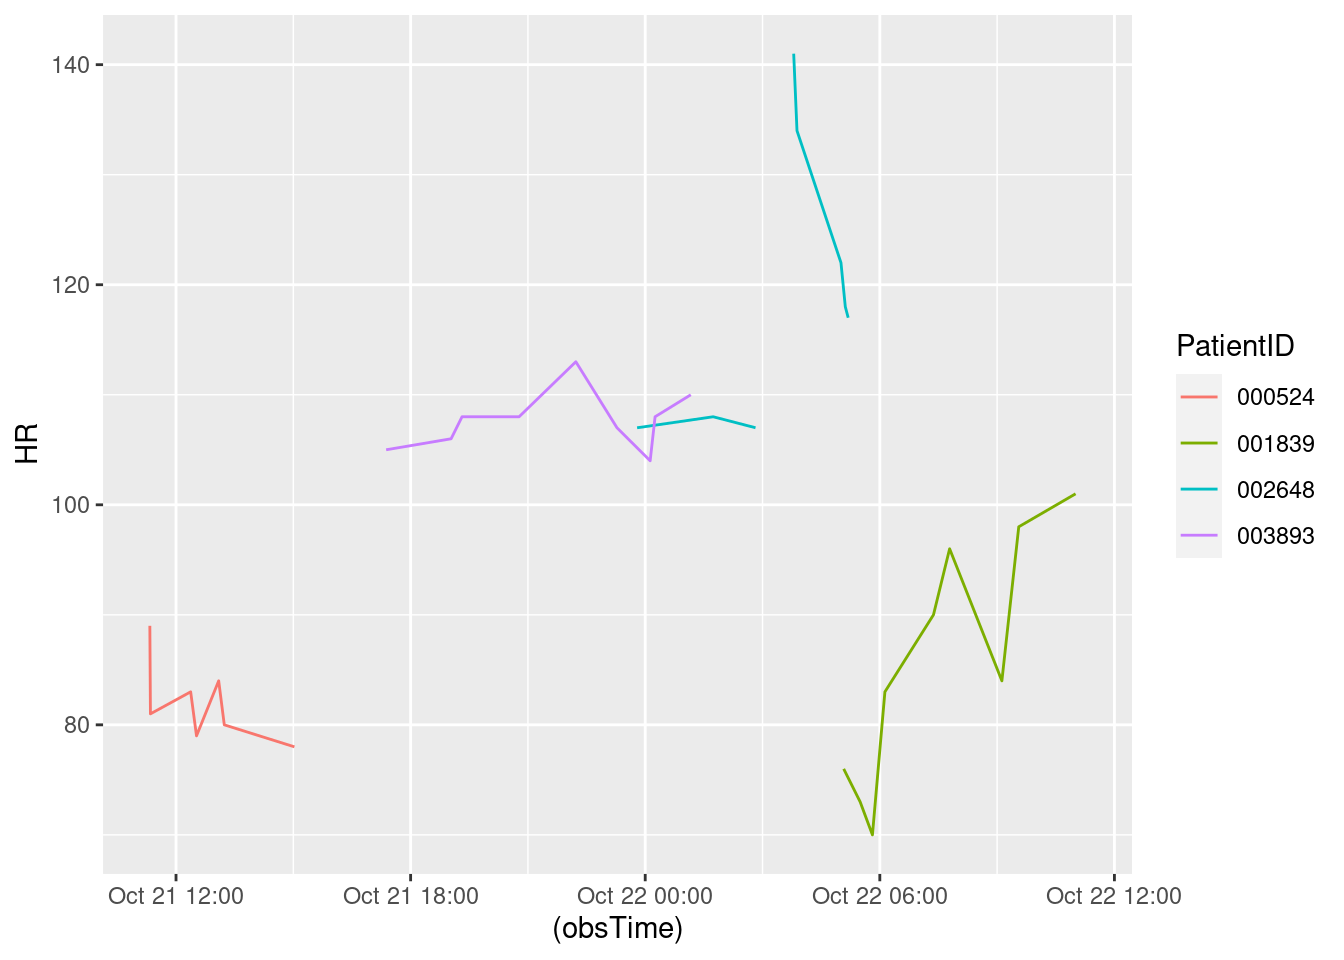 140
120
100
80
HR
Oct 21 12:00
Oct 21 18:00
Oct 22 00:00
Oct 22 06:00
Oct 22 12:00
(obsTime)
PatientID
000524
001839
002648
003893